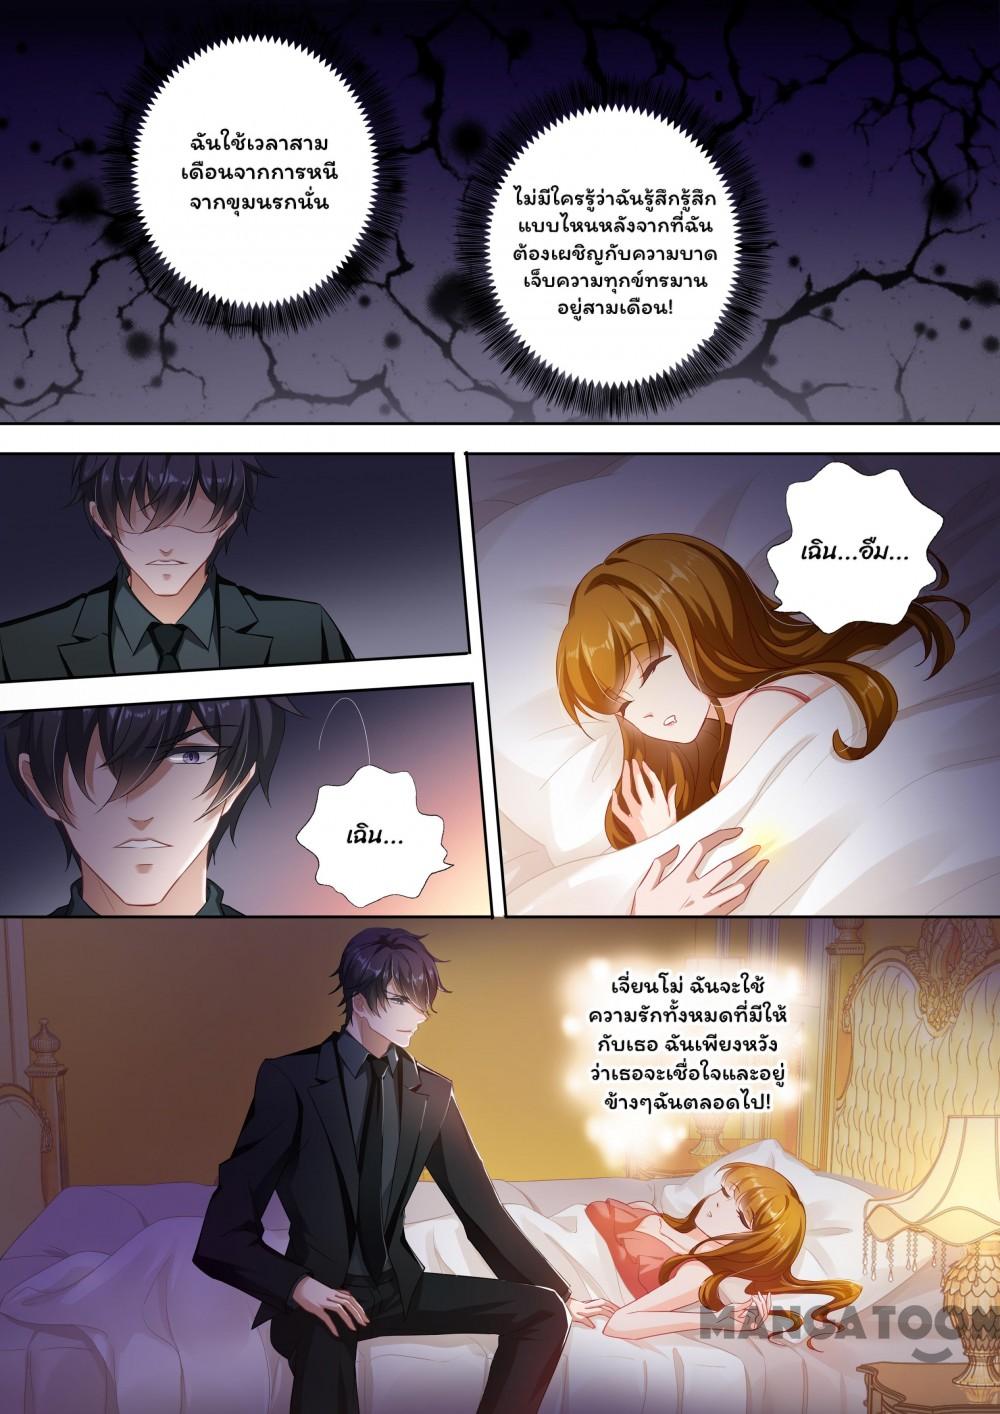 ฉันใช้เวลาสาม
เดือนจากการหนี
จากขุมนรกนั่น
ไม่มีใครรู้ว่าฉันรู้สึกรู้สึก
แบบไหนหลังจากที่ฉัน
ต้องเผชิญกับความบาด
เจ็บความทุกข์ทรมาน
อยู่สามเดือน!
เฉิน...อืม...
เฉิน...
เจี่ยนโม่ ฉันจะใช้
ความรักทั้งหมดที่มีให้
กับเธอ ฉันเพียงหวัง
ว่าเธอจะเชื่อใจและอยู่
ข้างๆฉันตลอดไป!
MANGATOON